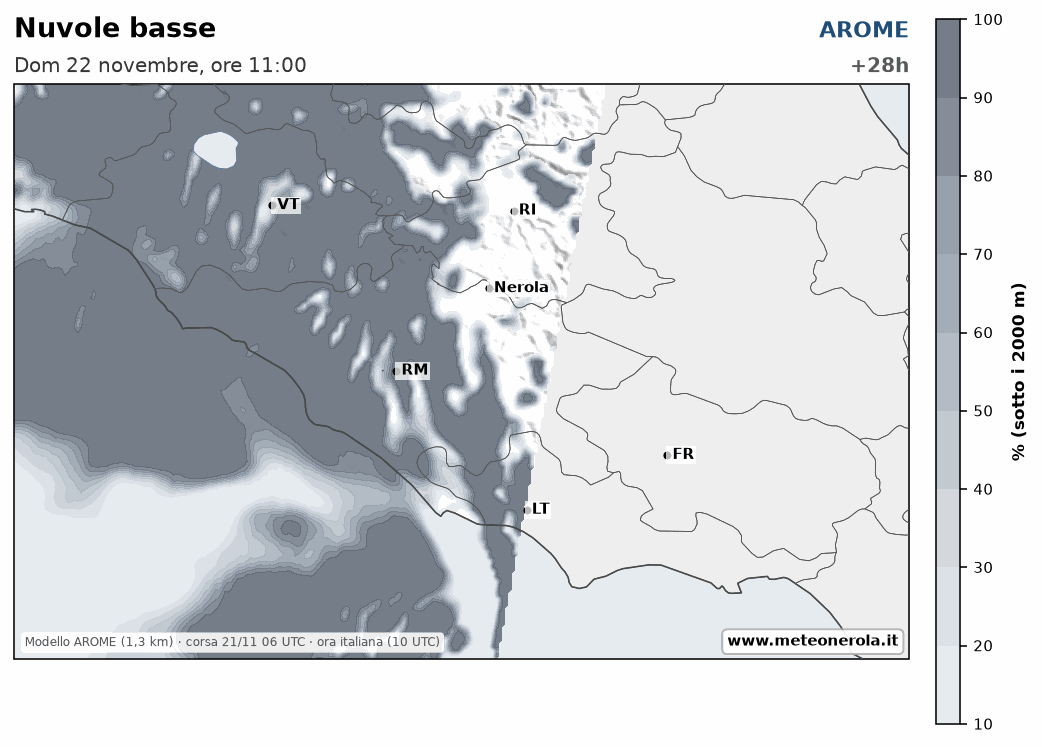 Nuvole basse
AROME
Dom 22 novembre, ore 11:00
+28h
VT
RI
Nerola
RM
FR
LT
Modello AROME (1,3 km) · corsa 21/11 06 UTC · ora italiana (10 UTC)
www.meteonerola.it
100
90
80
70
60
50
40
30
20
10
% (sotto i 2000 m)